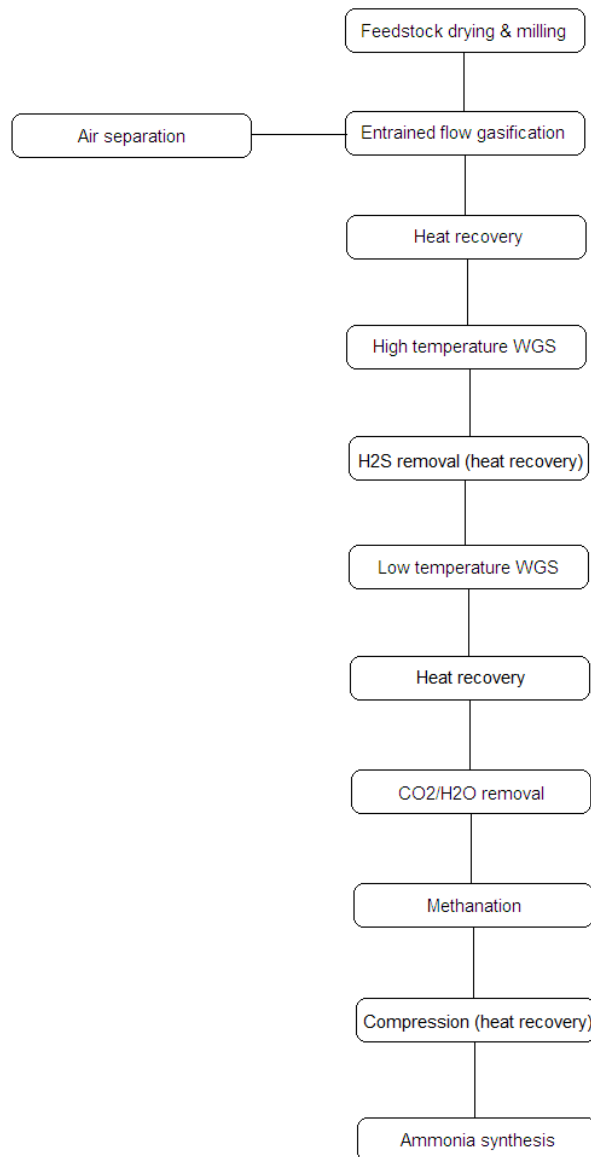 Feedstock drying & milling
Air separation
Entrained flow gasification
Heat recovery
High temperature WGS
H2S removal (heat recovery)
Low temperature WGS
Heat recovery
CO2/H2O removal
Methanation
Compression (heat recovery)
Ammonia synthesis